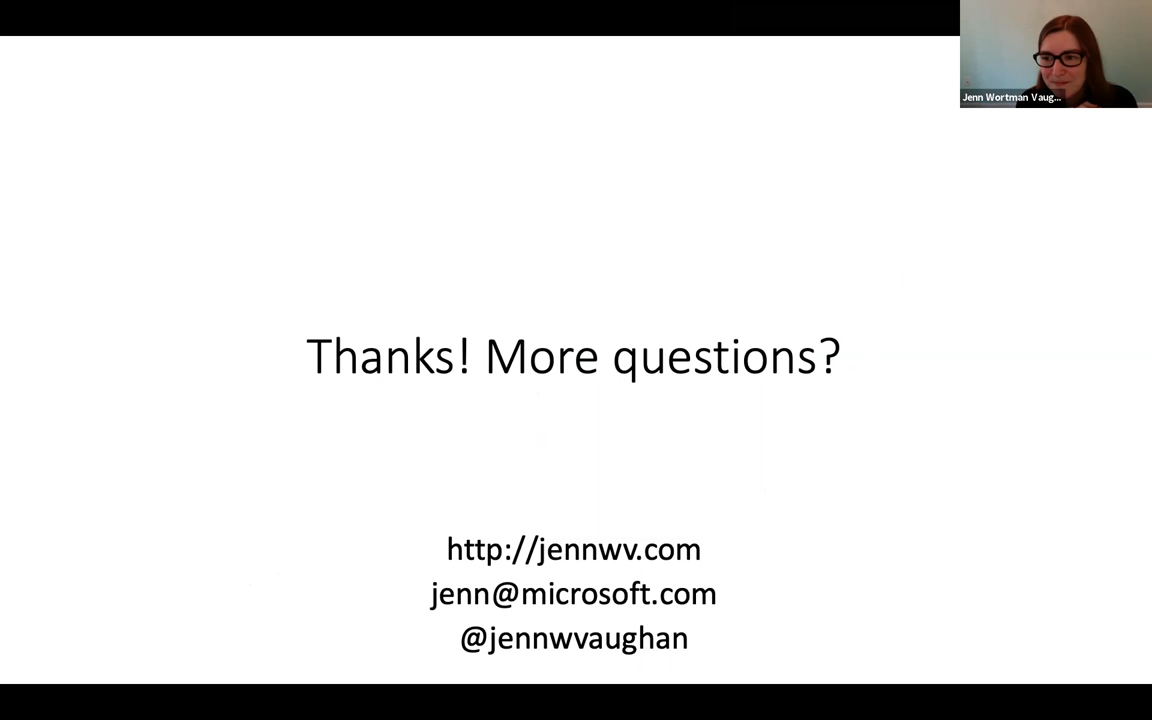 Jenn Wortman Vaug...
Thanks! More questions?
http://jennwv.com
jenn@microsoft.com
@jennwvaughan